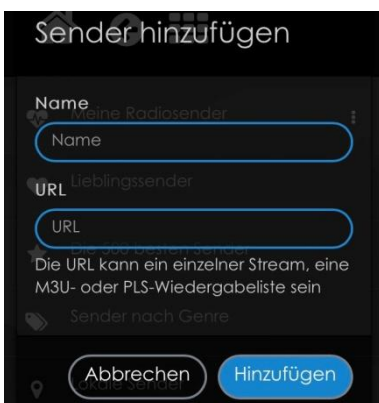 Sender hinzufügen
Name
Meine Radiosender
Name
Lieblingssender
URL
URL
Die 500 besten Sender
Die URL kann ein einzelner Stream, eine
M3U- oder PLS-Wiedergabeliste sein
Sender nach Genre
Abbrechen
Hinzufügen
Lokale Sender